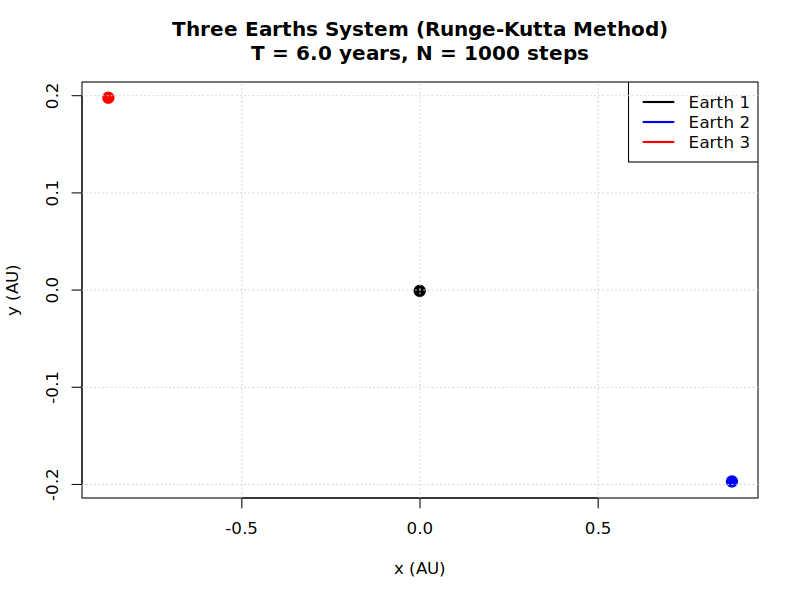 Three Earths System (Runge-Kutta Method)
T = 6.0 years, N = 1000 steps
Earth 1
Earth 2
Earth 3
0.2
0.1
0.0
-0.1
-0.2
y (AU)
-0.5
0.0
0.5
x (AU)